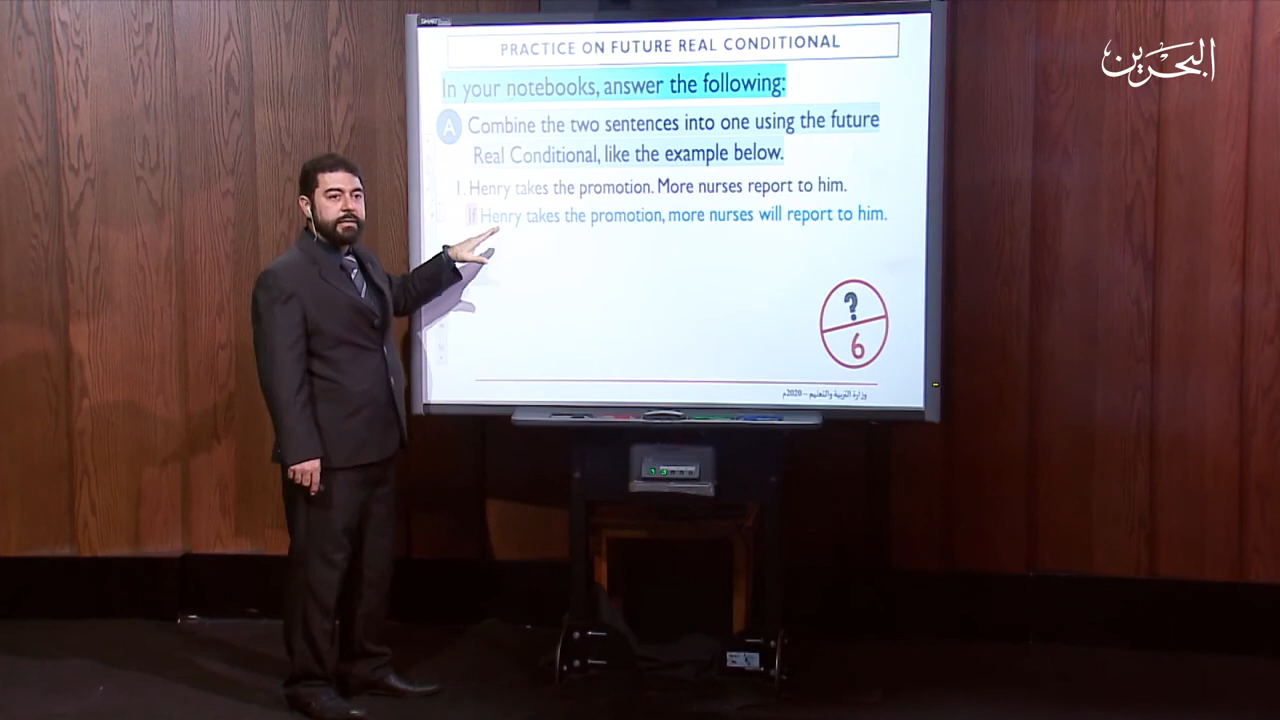 SMART
البحرين
PRACTICE ON FUTURE REAL CONDITIONAL
In your notebooks, answer the following:
A Combine the two sentences into one using the future
Real Conditional, like the example below.
1. Henry takes the promotion. More nurses report to him.
If Henry takes the promotion, more nurses will report to him.
?
6
وزارة التربية والتعليم – 2020م